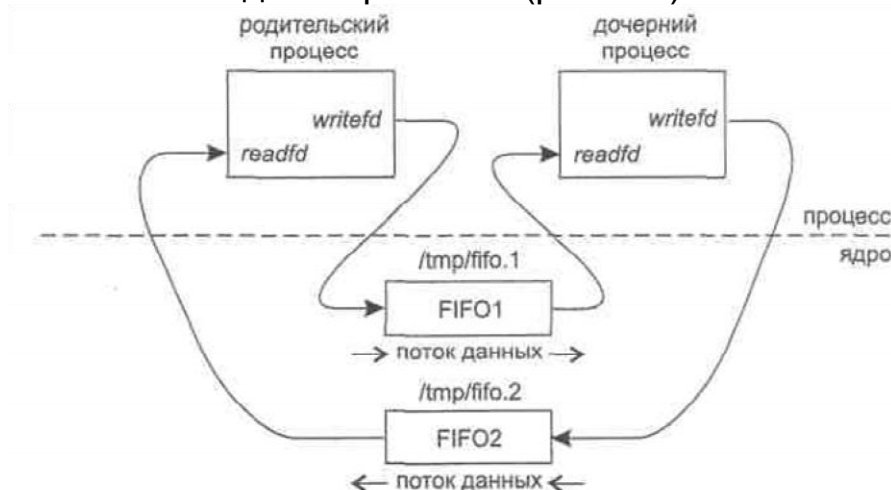 родительский
процесс
дочерний
процесс
writefd
readfd
writefd
readfd
процесс
ядро
/tmp/fifo.1
FIFO1
поток данных
/tmp/fifo.2
FIFO2
поток данных